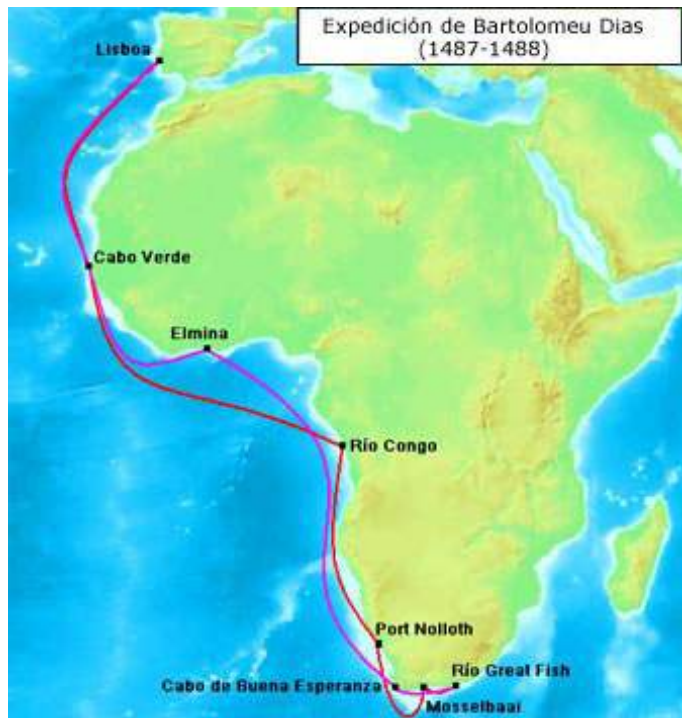 Expedición de Bartolomeu Dias
(1487-1488)
Lisboa
Cabo Verde
Elmina
Río Congo
Port Nolloth
Río Great Fish
Cabo de Buena Esperanza
Mosselbaai